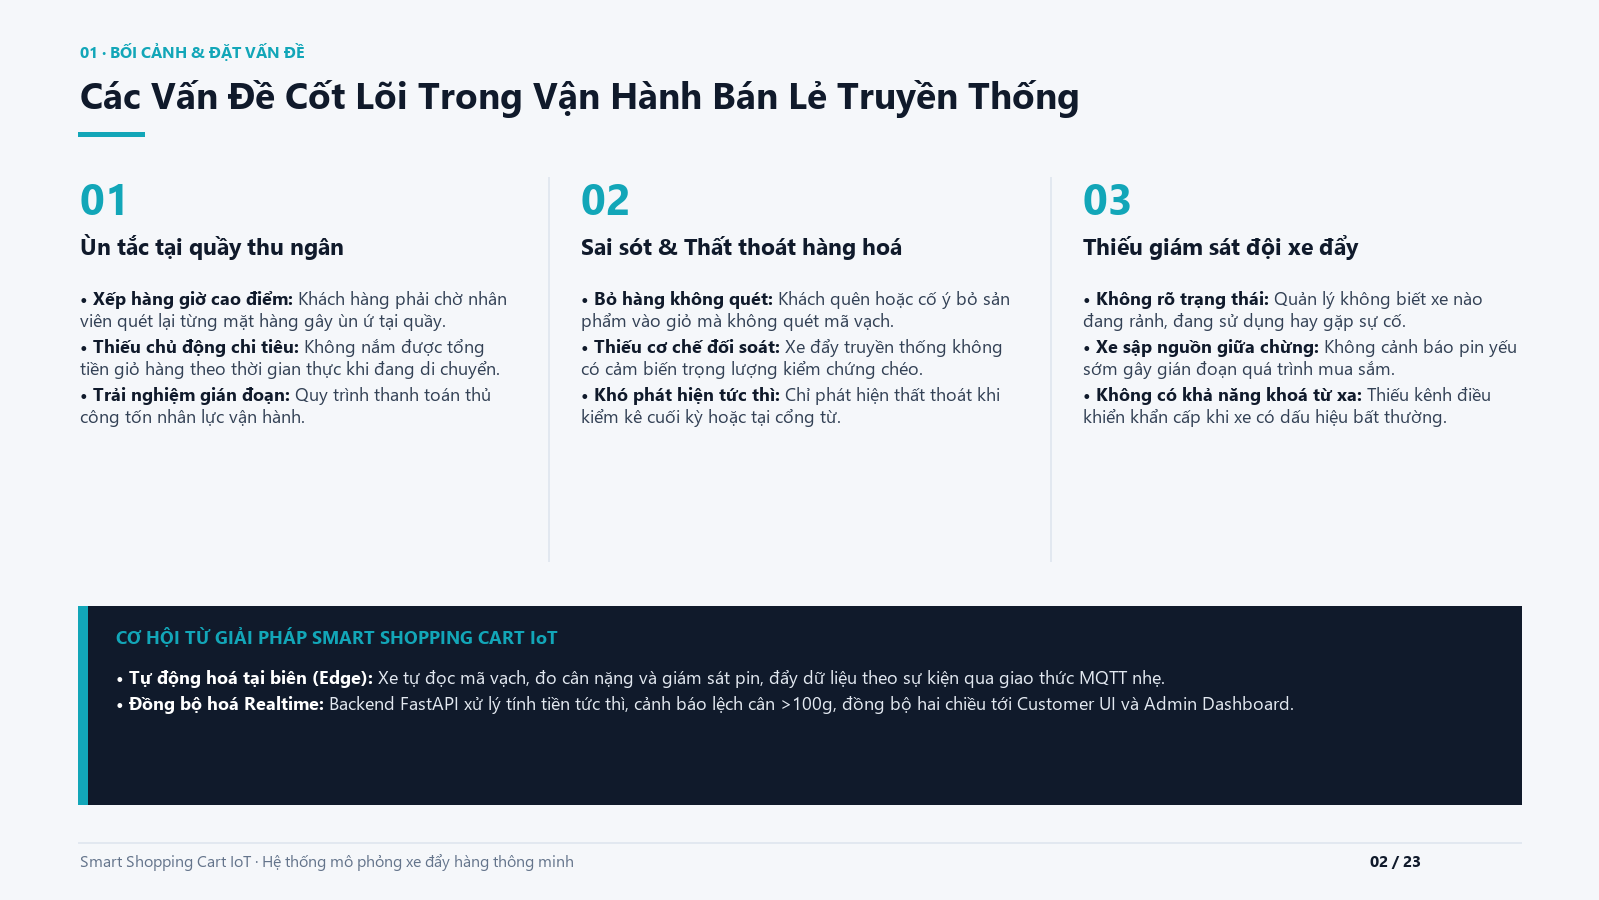 01 · BỐI CẢNH & ĐẶT VẤN ĐỀ
Các Vấn Đề Cốt Lõi Trong Vận Hành Bán Lẻ Truyền Thống
01
Ùn tắc tại quầy thu ngân
• Xếp hàng giờ cao điểm: Khách hàng phải chờ nhân
viên quét lại từng mặt hàng gây ùn ứ tại quầy.
• Thiếu chủ động chi tiêu: Không nắm được tổng
tiền giỏ hàng theo thời gian thực khi đang di chuyển.
• Trải nghiệm gián đoạn: Quy trình thanh toán thủ
công tốn nhân lực vận hành.
02
Sai sót & Thất thoát hàng hoá
• Bỏ hàng không quét: Khách quên hoặc cố ý bỏ sản
phẩm vào giỏ mà không quét mã vạch.
• Thiếu cơ chế đối soát: Xe đẩy truyền thống không
có cảm biến trọng lượng kiểm chứng chéo.
• Khó phát hiện tức thì: Chỉ phát hiện thất thoát khi
kiểm kê cuối kỳ hoặc tại cổng từ.
03
Thiếu giám sát đội xe đẩy
• Không rõ trạng thái: Quản lý không biết xe nào
đang rảnh, đang sử dụng hay gặp sự cố.
• Xe sập nguồn giữa chừng: Không cảnh báo pin yếu
sớm gây gián đoạn quá trình mua sắm.
• Không có khả năng khoá từ xa: Thiếu kênh điều
khiển khẩn cấp khi xe có dấu hiệu bất thường.
CƠ HỘI TỪ GIẢI PHÁP SMART SHOPPING CART IoT
• Tự động hoá tại biên (Edge): Xe tự đọc mã vạch, đo cân nặng và giám sát pin, đẩy dữ liệu theo sự kiện qua giao thức MQTT nhẹ.
• Đồng bộ hoá Realtime: Backend FastAPI xử lý tính tiền tức thì, cảnh báo lệch cân >100g, đồng bộ hai chiều tới Customer UI và Admin Dashboard.
Smart Shopping Cart IoT · Hệ thống mô phỏng xe đẩy hàng thông minh
02 / 23